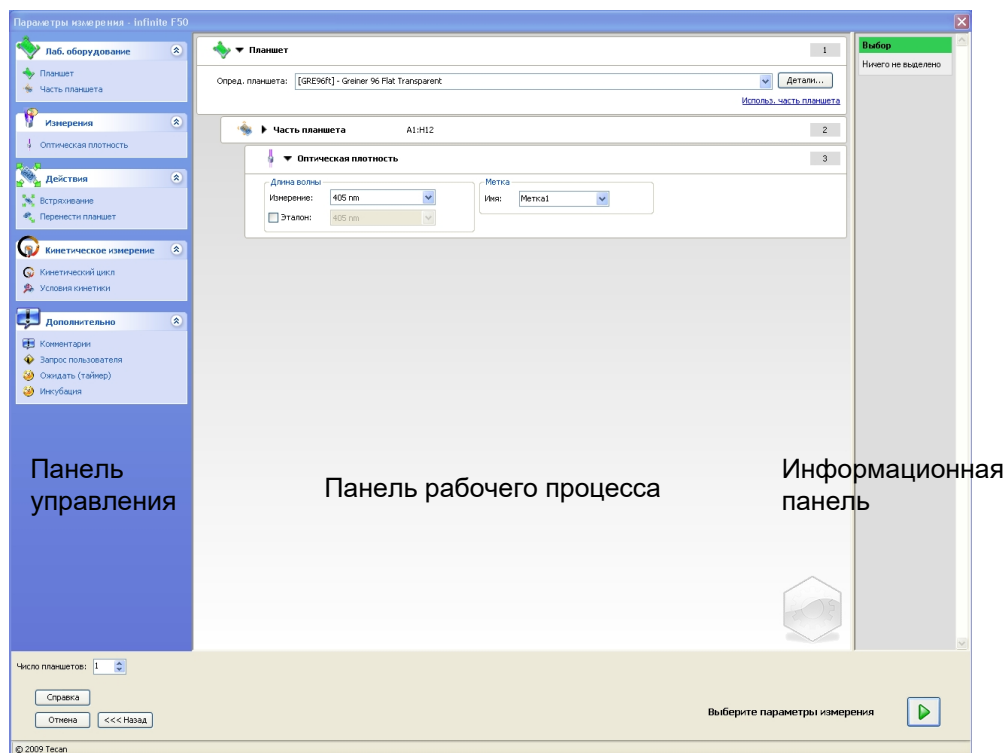 Параметры измерения - infinite F50
Лаб. оборудование
Планшет
Часть планшета
Измерения
Оптическая плотность
Действия
Встряхивание
Перенести планшет
Кинетическое измерение
Кинетический цикл
Условия кинетики
Дополнительно
Комментарии
Запрос пользователя
Ожидать (таймер)
Инкубация
Панель
управления
Планшет 1
Опред. планшета: [GRE96ft] - Greiner 96 Flat Transparent Детали...
Использ. часть планшета
Часть планшета A1:H12 2
Оптическая плотность 3
Длина волны
Измерение: 405 nm
Эталон: 405 nm
Метка
Имя: Метка1
Панель рабочего процесса
Выбор
Ничего не выделено
Информационная
панель
Число планшетов: 1
Справка
Отмена <<< Назад
Выберите параметры измерения
© 2009 Tecan